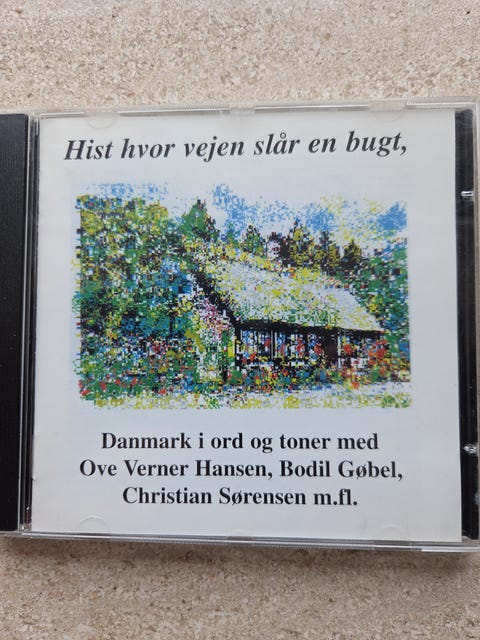 Hist hvor vejen slår en bugt,
Danmark i ord og toner med
Ove Verner Hansen, Bodil Gøbel,
Christian Sørensen m.fl.